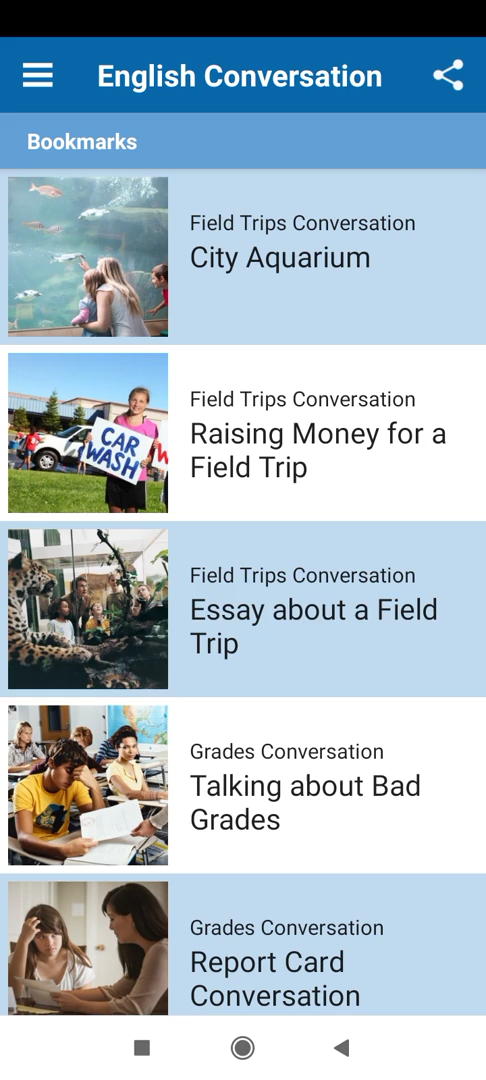 English Conversation
Bookmarks
Field Trips Conversation
City Aquarium
CAR
WASH
Field Trips Conversation
Raising Money for a
Field Trip
Field Trips Conversation
Essay about a Field
Trip
Grades Conversation
Talking about Bad
Grades
Grades Conversation
Report Card
Conversation